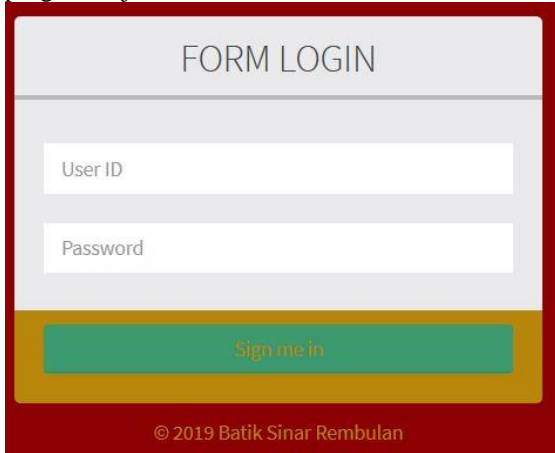 FORM LOGIN
User ID
Password
Sign me in
© 2019 Batik Sinar Rembulan